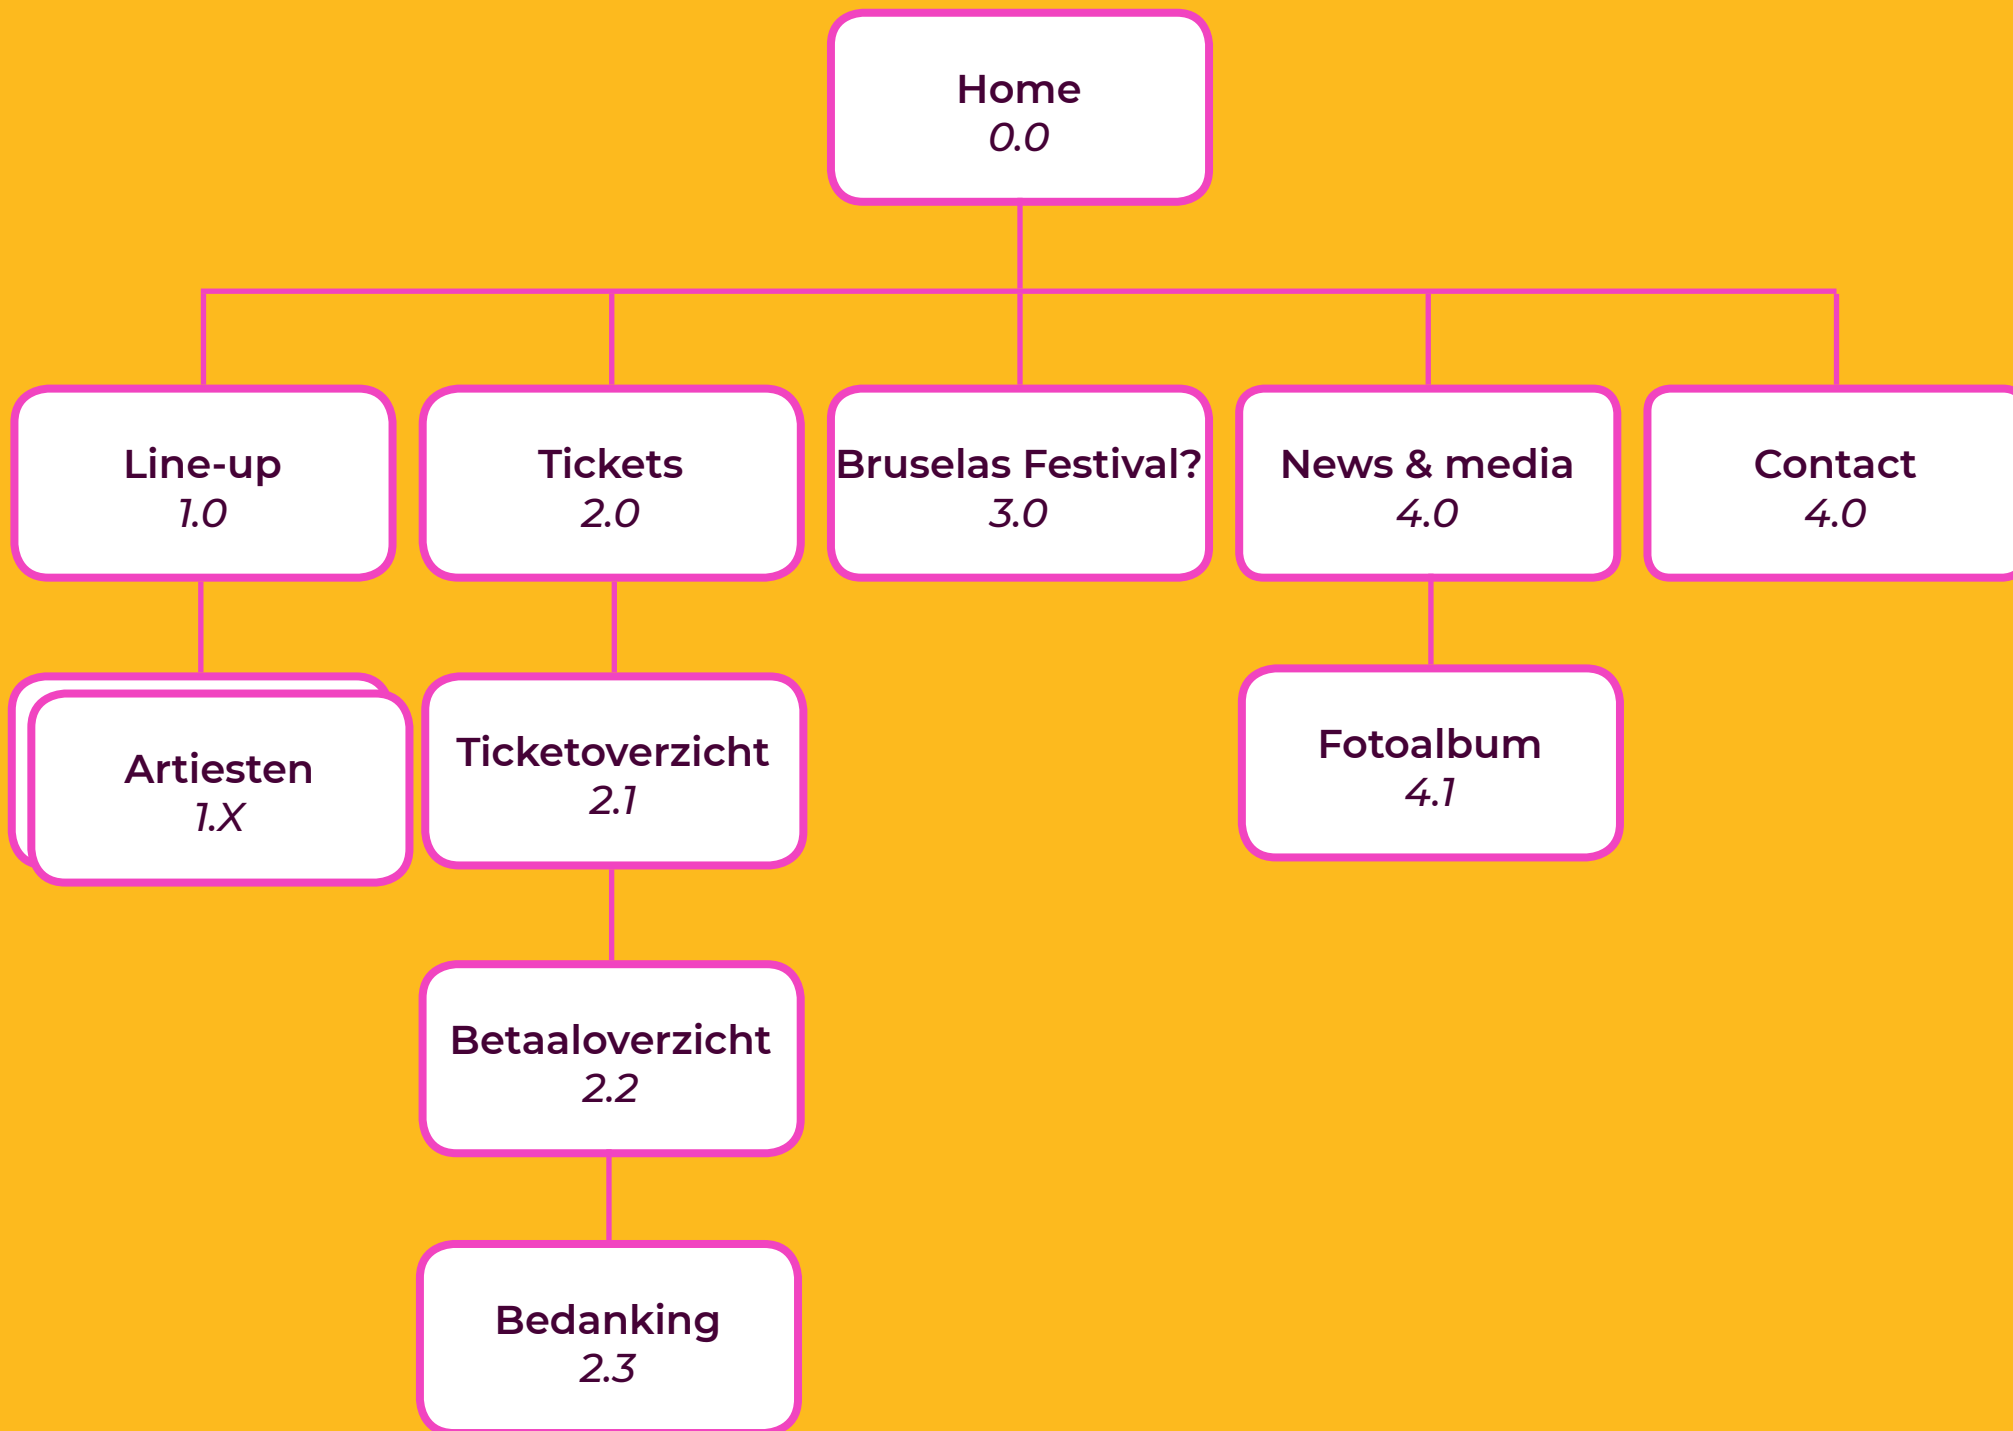 Home
0.0
Line-up
1.0
Tickets
2.0
Bruselas Festival?
3.0
News & media
4.0
Contact
4.0
Artiesten
1.X
Ticketoverzicht
2.1
Fotoalbum
4.1
Betaaloverzicht
2.2
Bedanking
2.3